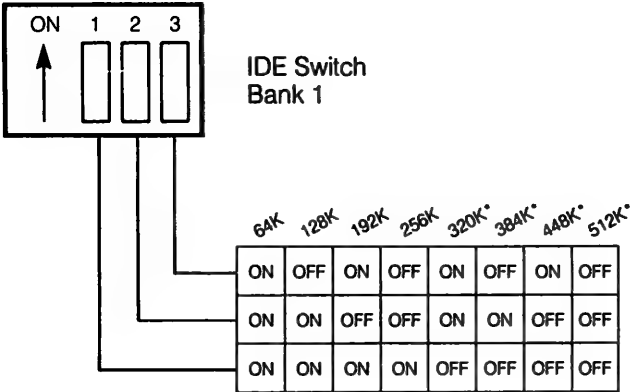 ON 1 2 3
IDE Switch
Bank 1
64K 128K 192K 256K 320K* 384K* 448K* 512K*
ON OFF ON OFF ON OFF ON OFF
ON ON OFF OFF ON ON OFF OFF
ON ON ON ON OFF OFF OFF OFF